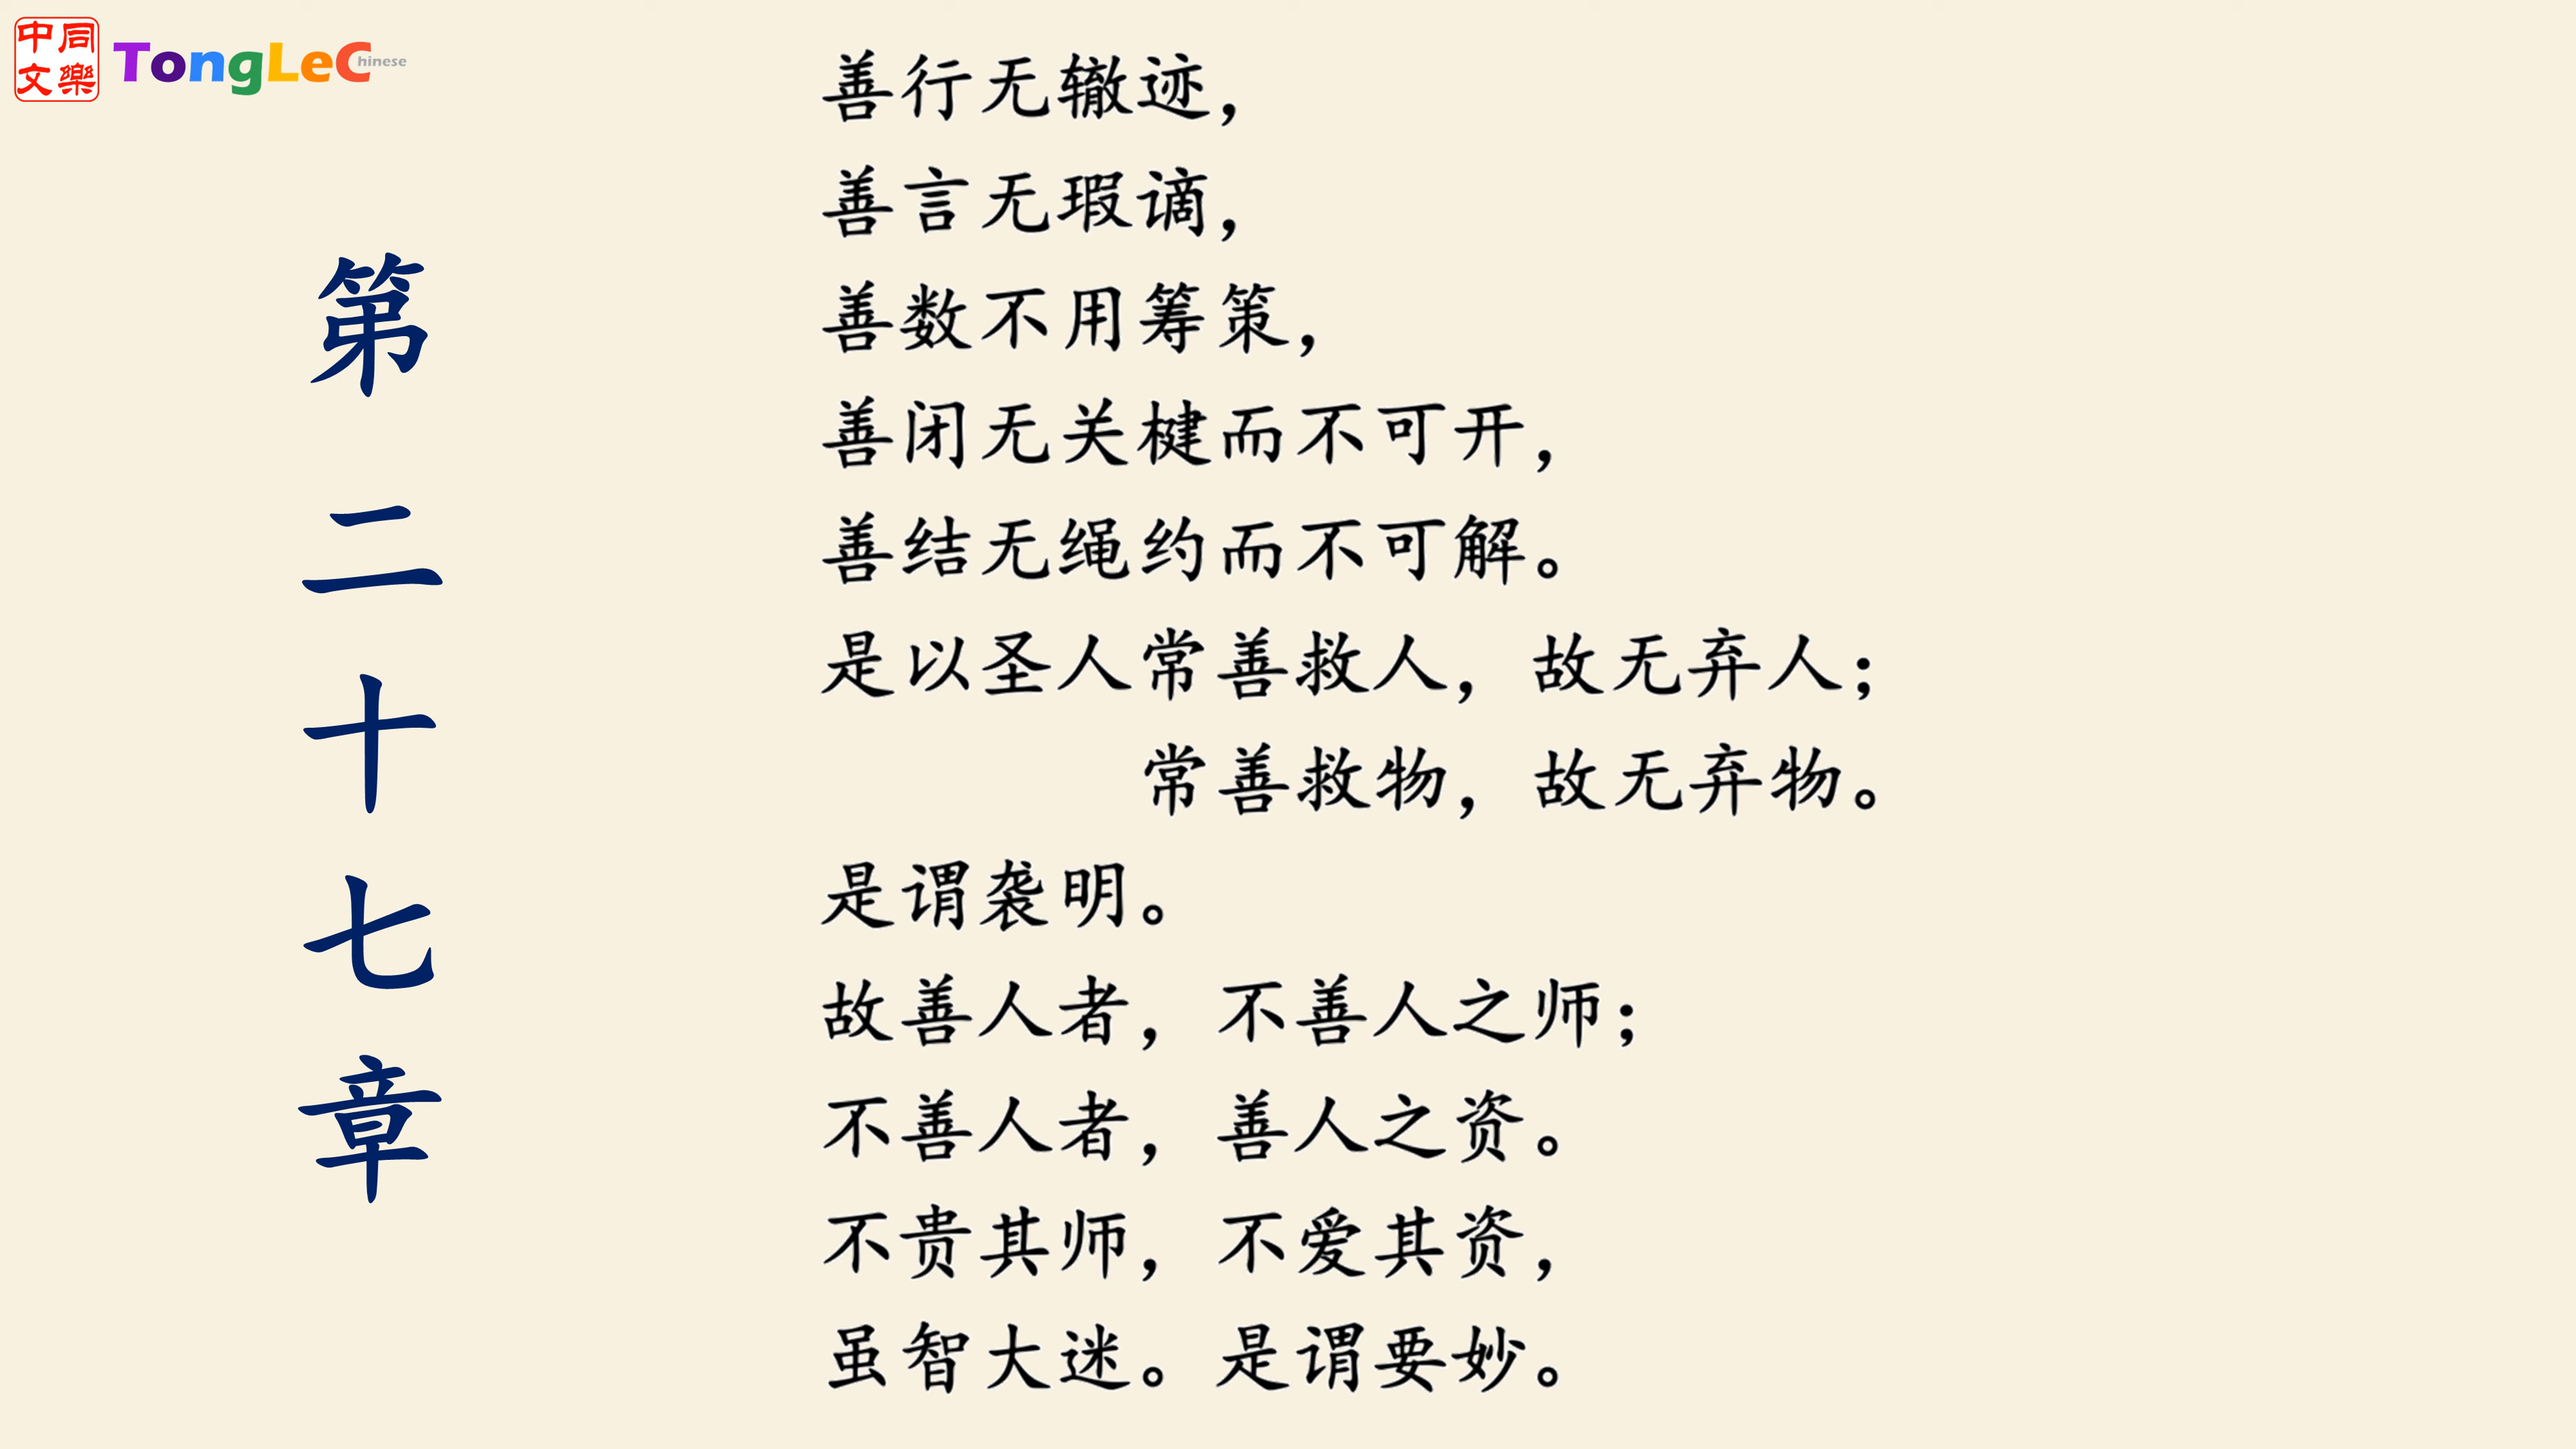 中同
文樂
TongLeChinese
第二十七章
善行无辙迹，
善言无瑕谪，
善数不用筹策，
善闭无关楗而不可开，
善结无绳约而不可解。
是以圣人常善救人，故无弃人；
常善救物，故无弃物。
是谓袭明。
故善人者，不善人之师；
不善人者，善人之资。
不贵其师，不爱其资，
虽智大迷。是谓要妙。